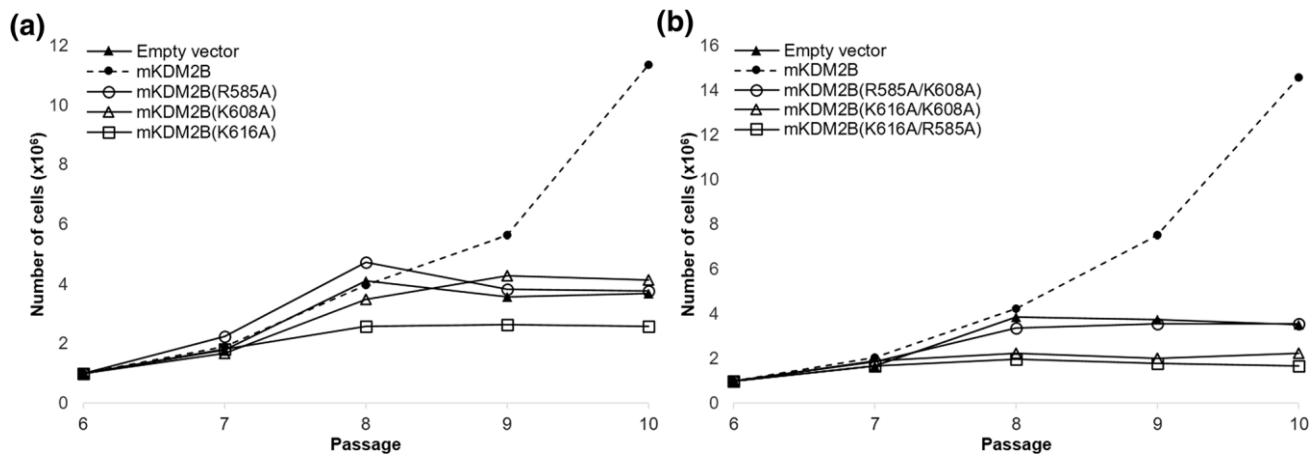 (a)
Empty vector
mKDM2B
mKDM2B(R585A)
mKDM2B(K608A)
mKDM2B(K616A)
Number of cells (x10⁶)
12
10
8
6
4
2
0
6 7 8 9 10
Passage
(b)
Empty vector
mKDM2B
mKDM2B(R585A/K608A)
mKDM2B(K616A/K608A)
mKDM2B(K616A/R585A)
Number of cells (x10⁶)
16
14
12
10
8
6
4
2
0
6 7 8 9 10
Passage